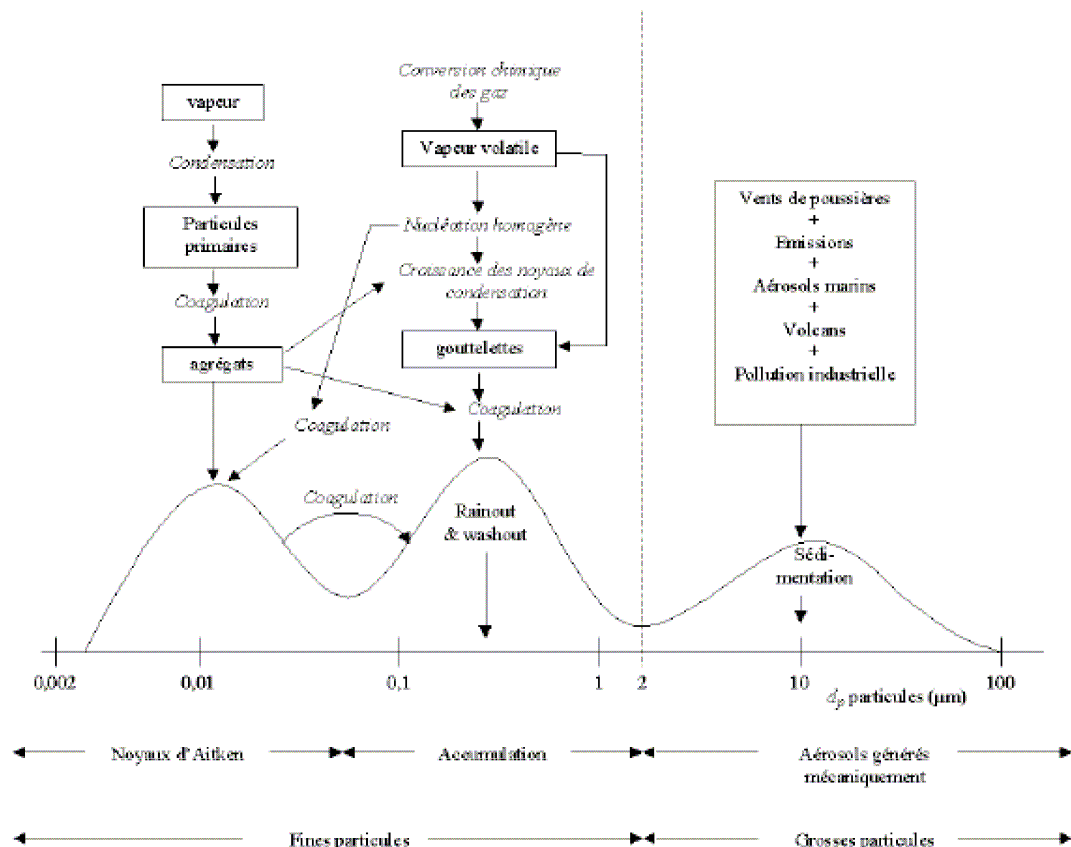 Conversion chimique
des gaz
vapeur
Vapeur volatile
Condensation
Particules
primaires
Nucléation homogène
Croissance des noyaux de
condensation
Coagulation
agrégats
gouttelettes
Coagulation
Coagulation
Coagulation
Rainout
& washout
Vents de poussières
+
Emissions
+
Aérosols marins
+
Volcans
+
Pollution industrielle
Sédi-
mentation
0,002
0,01
0,1
1
2
10
100
dp particules (µm)
Noyaux d'Aitken
Accumulation
Aérosols générés
mécaniquement
Fines particules
Grosses particules